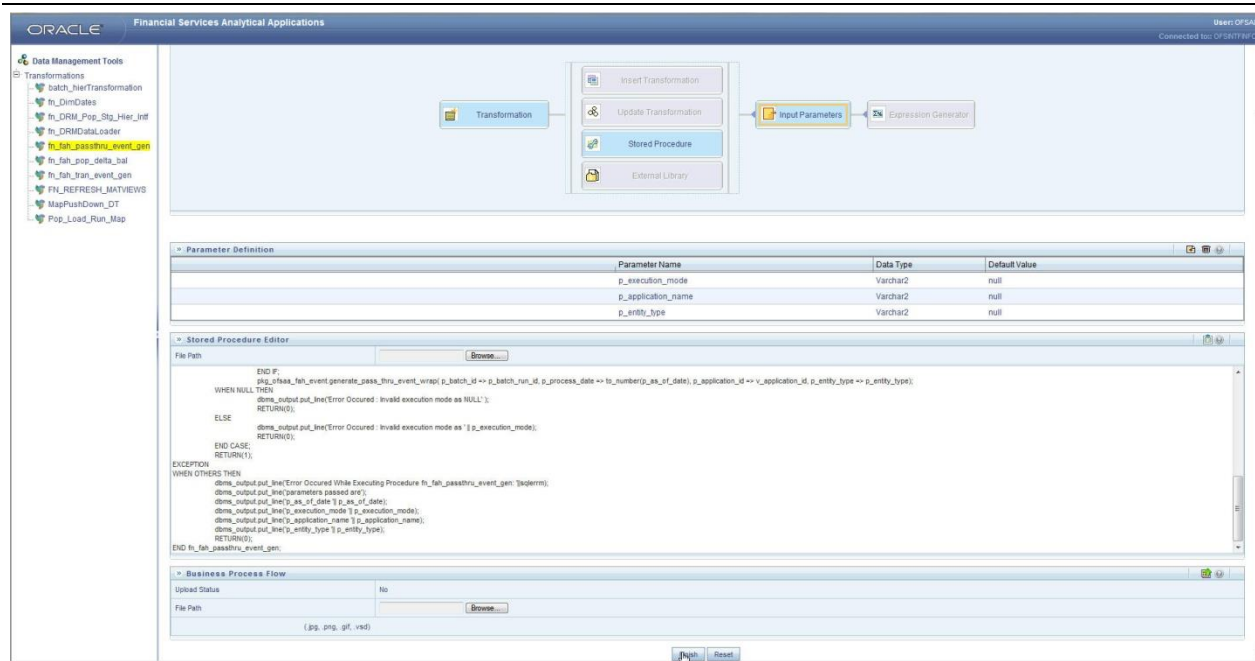 ORACLE
Financial Services Analytical Applications
User: OFSA
Connected to: OFSINTFINFO
Data Management Tools
Transformations
batch_hierTransformation
fn_DimDates
fn_DRM_Pop_Stg_Hier_Intf
fn_DRMDataLoader
fn_fah_passthru_event_gen
fn_fah_pop_delta_bal
fn_fah_tran_event_gen
FN_REFRESH_MATVIEWS
MapPushDown_DT
Pop_Load_Run_Map
Transformation
Insert Transformation
Update Transformation
Stored Procedure
External Library
Input Parameters
Expression Generator
» Parameter Definition
Parameter Name Data Type Default Value
p_execution_mode Varchar2 null
p_application_name Varchar2 null
p_entity_type Varchar2 null
» Stored Procedure Editor
File Path Browse...
END IF;
pkg_ofsaa_fah_event.generate_pass_thru_event_wrap( p_batch_id => p_batch_run_id, p_process_date => to_number(p_as_of_date), p_application_id => v_application_id, p_entity_type => p_entity_type);
WHEN NULL THEN
dbms_output.put_line('Error Occured : Invalid execution mode as NULL' );
RETURN(0);
ELSE
dbms_output.put_line('Error Occured : Invalid execution mode as ' || p_execution_mode);
RETURN(0);
END CASE;
RETURN(1);
EXCEPTION
WHEN OTHERS THEN
dbms_output.put_line('Error Occured While Executing Procedure fn_fah_passthru_event_gen: '||sqlerrm);
dbms_output.put_line('parameters passed are');
dbms_output.put_line('p_as_of_date '|| p_as_of_date);
dbms_output.put_line('p_execution_mode '|| p_execution_mode);
dbms_output.put_line('p_application_name '|| p_application_name);
dbms_output.put_line('p_entity_type '|| p_entity_type);
RETURN(0);
END fn_fah_passthru_event_gen;
» Business Process Flow
Upload Status No
File Path Browse...
(.jpg, .png, .gif, .vsd)
Finish Reset